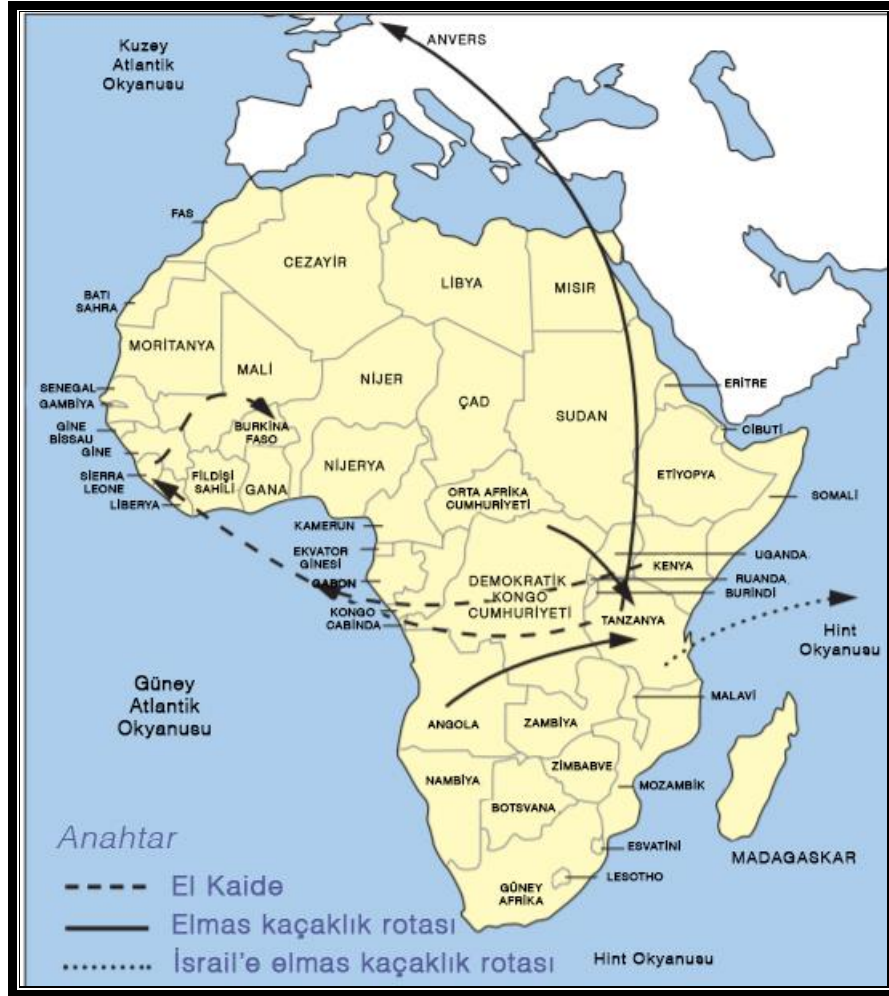 ANVERS
Kuzey
Atlantik
Okyanusu
FAS
CEZAYİR
LİBYA
MISIR
BATI
SAHRA
MORİTANYA
MALİ
NİJER
ÇAD
SUDAN
ERİTRE
SENEGAL
GAMBİYA
GİNE
BİSSAU
GİNE
SİERRA
LEONE
LİBERYA
BURKİNA
FASO
FİLDİŞİ
SAHİLİ
GANA
NİJERYA
CİBUTİ
ETİYOPYA
SOMALİ
ORTA AFRİKA
CUMHURİYETİ
KAMERUN
EKVATOR
GİNESİ
GABON
KONGO
CABİNDA
DEMOKRATİK
KONGO
CUMHURİYETİ
UGANDA
KENYA
RUANDA
BURİNDİ
TANZANYA
Hint
Okyanusu
Güney
Atlantik
Okyanusu
ANGOLA
ZAMBİYA
MALAVİ
NAMBİYA
ZİMBABVE
BOTSVANA
MOZAMBİK
ESVATİNİ
LESOTHO
MADAGASKAR
GÜNEY
AFRİKA
Anahtar
El Kaide
Elmas kaçaklık rotası
İsrail'e elmas kaçaklık rotası
Hint Okyanusu